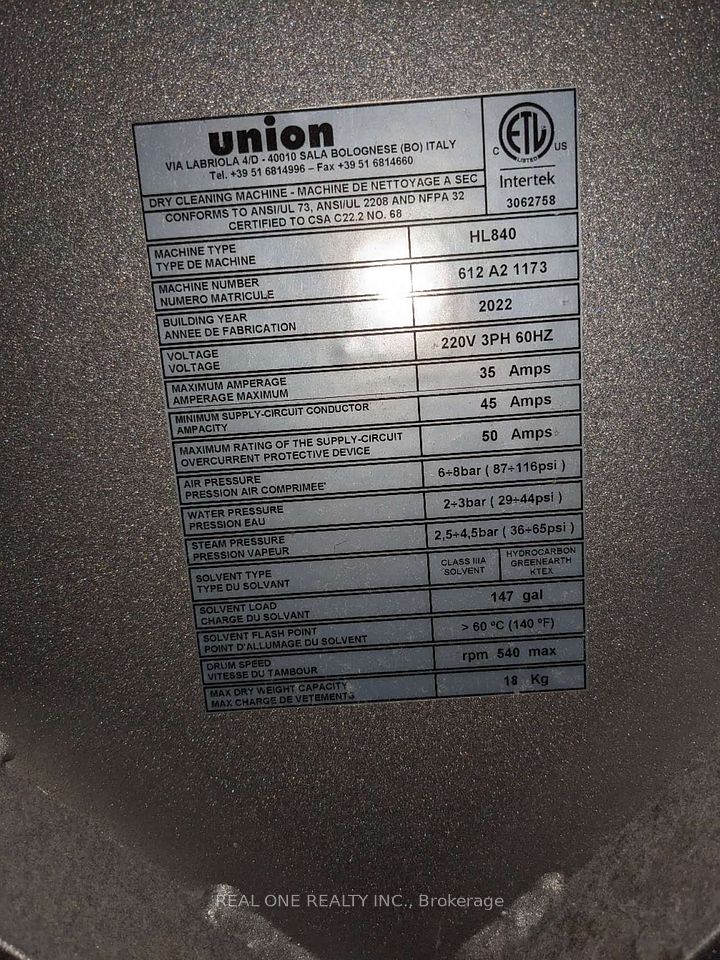 union
VIA LABRIOLA 4/D - 40010 SALA BOLOGNESE (BO) ITALY
Tel. +39 51 6814996 – Fax +39 51 6814660
C ETL US
LISTED
Intertek
3062758
DRY CLEANING MACHINE - MACHINE DE NETTOYAGE A SEC
CONFORMS TO ANSI/UL 73, ANSI/UL 2208 AND NFPA 32
CERTIFIED TO CSA C22.2 NO. 68
MACHINE TYPE
TYPE DE MACHINE
HL840
MACHINE NUMBER
NUMERO MATRICULE
612 A2 1173
BUILDING YEAR
ANNEE DE FABRICATION
2022
VOLTAGE
VOLTAGE
220V 3PH 60HZ
MAXIMUM AMPERAGE
AMPERAGE MAXIMUM
35 Amps
MINIMUM SUPPLY-CIRCUIT CONDUCTOR
AMPACITY
45 Amps
MAXIMUM RATING OF THE SUPPLY-CIRCUIT
OVERCURRENT PROTECTIVE DEVICE
50 Amps
AIR PRESSURE
PRESSION AIR COMPRIMEE'
6÷8bar ( 87÷116psi )
WATER PRESSURE
PRESSION EAU
2÷3bar ( 29÷44psi )
STEAM PRESSURE
PRESSION VAPEUR
2,5÷4,5bar ( 36÷65psi )
SOLVENT TYPE
TYPE DU SOLVANT
CLASS IIIA
SOLVENT
HYDROCARBON
GREENEARTH
KTEX
SOLVENT LOAD
CHARGE DU SOLVANT
147 gal
SOLVENT FLASH POINT
POINT D'ALLUMAGE DU SOLVENT
> 60 ºC (140 ºF)
DRUM SPEED
VITESSE DU TAMBOUR
rpm 540 max
MAX DRY WEIGHT CAPACITY
MAX CHARGE DE VETEMENTS
18 Kg
REAL ONE REALTY INC., Brokerage